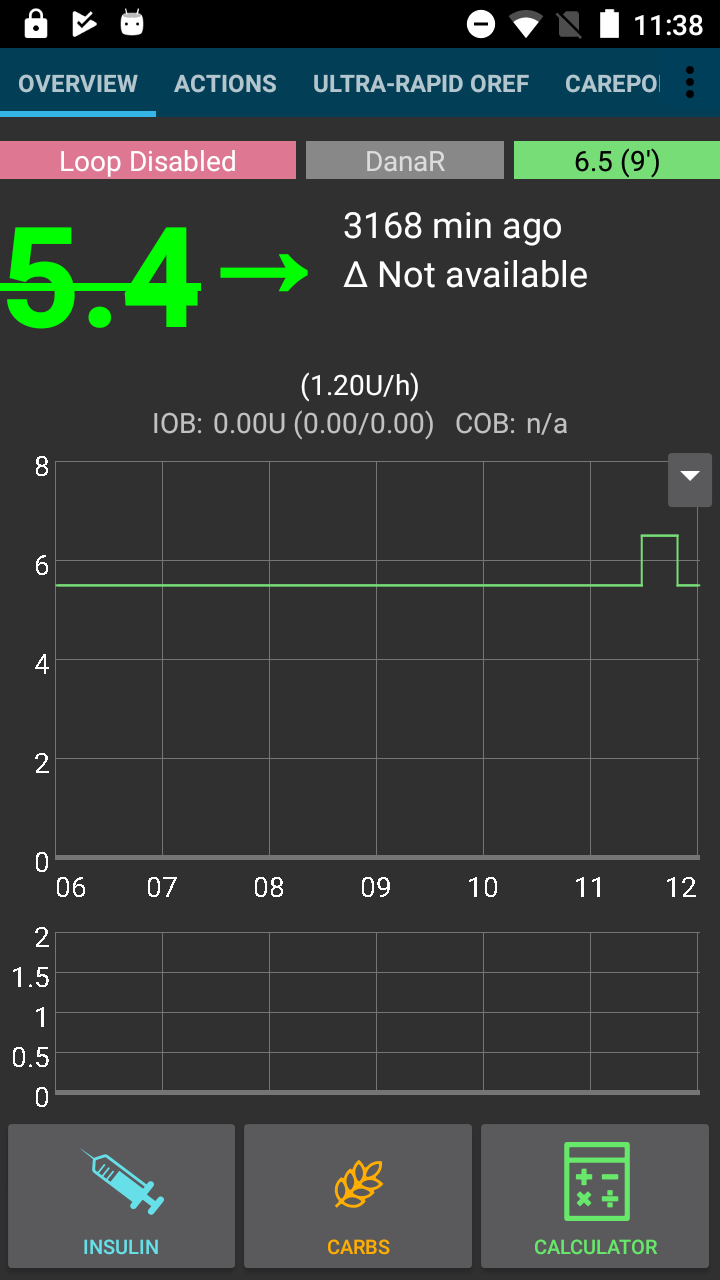 11:38
OVERVIEW ACTIONS ULTRA-RAPID OREF CAREPO
Loop Disabled DanaR 6.5 (9')
5.4 → 3168 min ago
Δ Not available
(1.20U/h)
IOB: 0.00U (0.00/0.00) COB: n/a
8
6
4
2
0
06 07 08 09 10 11 12
2
1.5
1
0.5
0
INSULIN CARBS CALCULATOR